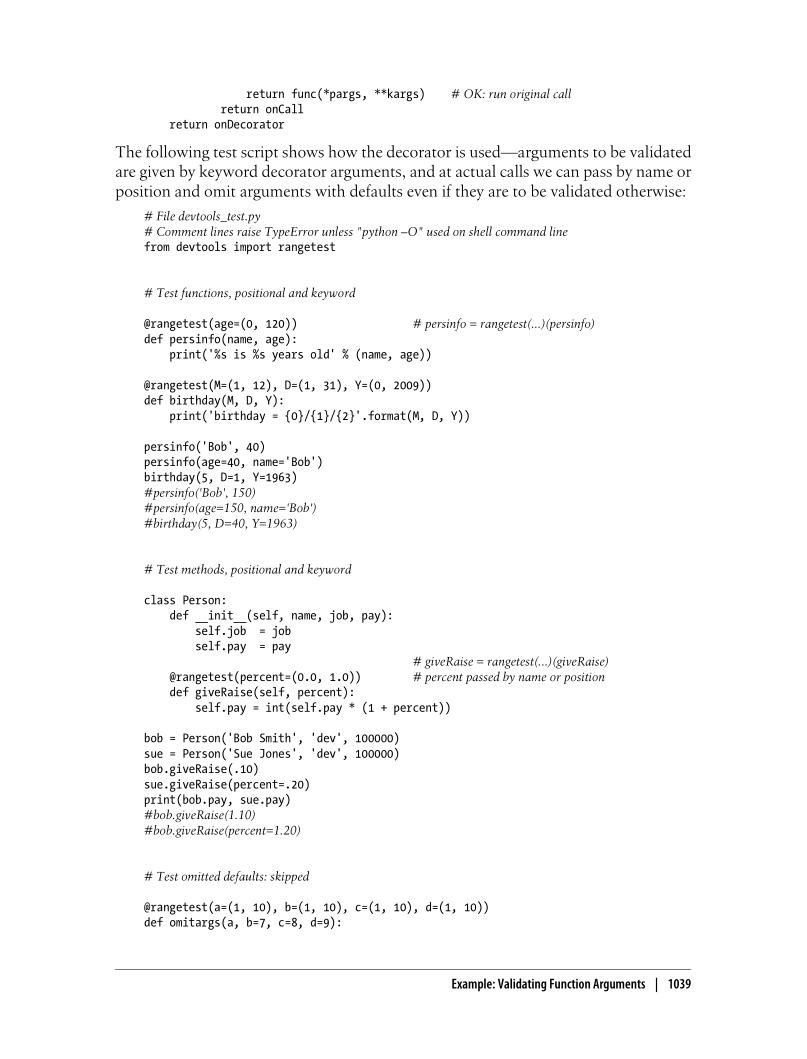 return func(*pargs, **kargs)    # OK: run original call
return onCall
return onDecorator
The following test script shows how the decorator is used—arguments to be validated
are given by keyword decorator arguments, and at actual calls we can pass by name or
position and omit arguments with defaults even if they are to be validated otherwise:
# File devtools_test.py
# Comment lines raise TypeError unless "python –O" used on shell command line
from devtools import rangetest
# Test functions, positional and keyword
@rangetest(age=(0, 120))                  # persinfo = rangetest(...)(persinfo)
def persinfo(name, age):
    print('%s is %s years old' % (name, age))
@rangetest(M=(1, 12), D=(1, 31), Y=(0, 2009))
def birthday(M, D, Y):
    print('birthday = {0}/{1}/{2}'.format(M, D, Y))
persinfo('Bob', 40)
persinfo(age=40, name='Bob')
birthday(5, D=1, Y=1963)
#persinfo('Bob', 150)
#persinfo(age=150, name='Bob')
#birthday(5, D=40, Y=1963)
# Test methods, positional and keyword
class Person:
    def __init__(self, name, job, pay):
        self.job  = job
        self.pay  = pay
                                          # giveRaise = rangetest(...)(giveRaise)
    @rangetest(percent=(0.0, 1.0))        # percent passed by name or position
    def giveRaise(self, percent):
        self.pay = int(self.pay * (1 + percent))
bob = Person('Bob Smith', 'dev', 100000)
sue = Person('Sue Jones', 'dev', 100000)
bob.giveRaise(.10)
sue.giveRaise(percent=.20)
print(bob.pay, sue.pay)
#bob.giveRaise(1.10)
#bob.giveRaise(percent=1.20)
# Test omitted defaults: skipped
@rangetest(a=(1, 10), b=(1, 10), c=(1, 10), d=(1, 10))
def omitargs(a, b=7, c=8, d=9):
Example: Validating Function Arguments | 1039